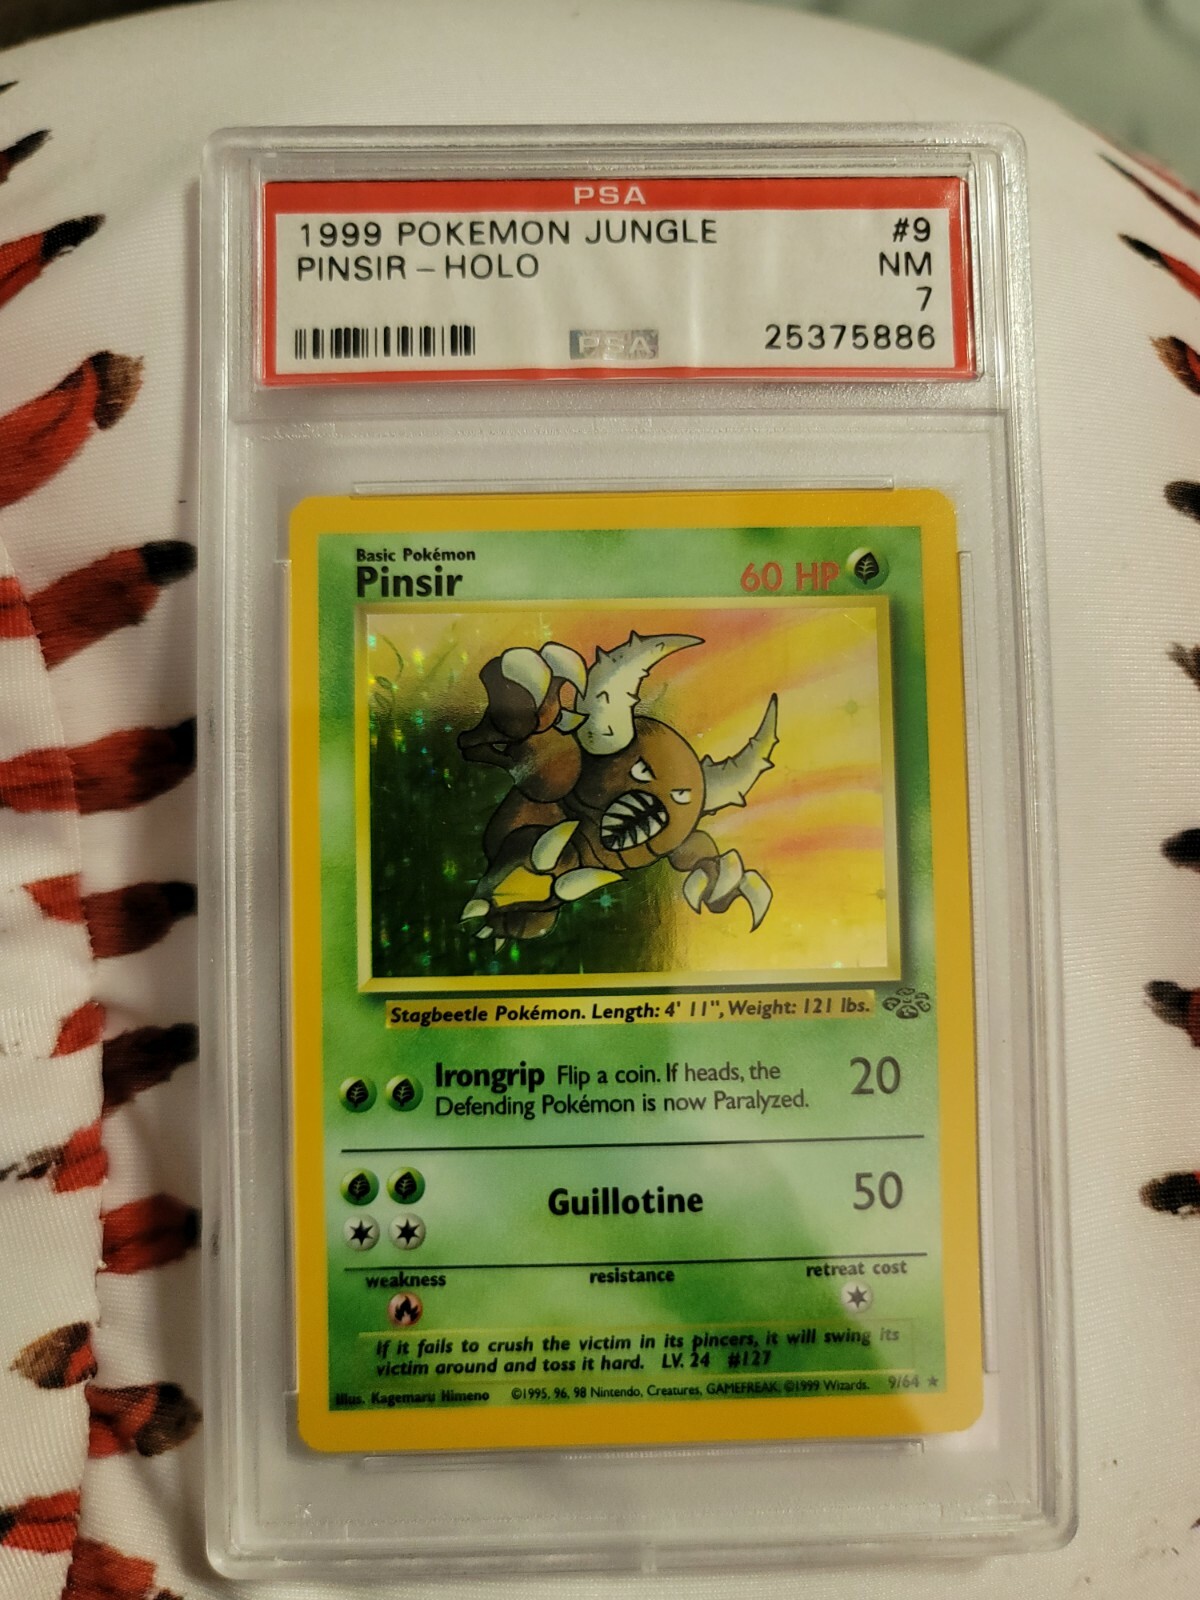 PSA
1999 POKEMON JUNGLE #9
PINSIR - HOLO NM
7
PSA 25375886
Basic Pokémon
Pinsir 60 HP
Stagbeetle Pokémon. Length: 4' 11", Weight: 121 lbs.
Irongrip Flip a coin. If heads, the 20
Defending Pokémon is now Paralyzed.
Guillotine 50
weakness resistance retreat cost
If it fails to crush the victim in its pincers, it will swing its
victim around and toss it hard. LV. 24 #127
Illus. Kagemaru Himeno ©1995, 96, 98 Nintendo, Creatures, GAMEFREAK. ©1999 Wizards. 9/64 ★